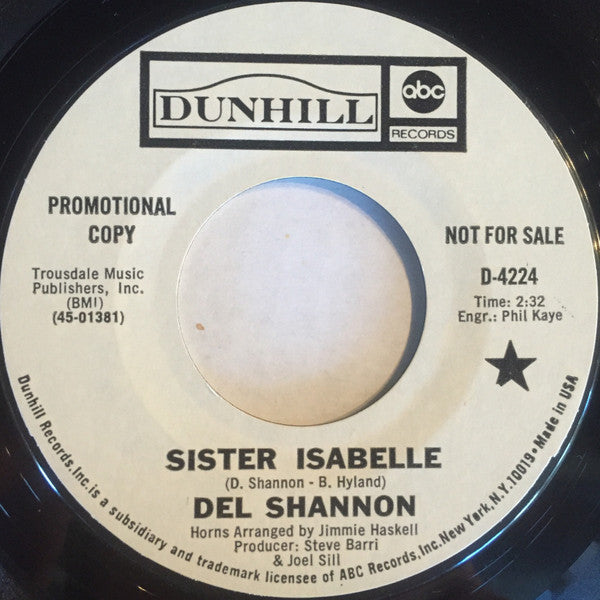 DUNHILL
abc
RECORDS
PROMOTIONAL
COPY
NOT FOR SALE
Trousdale Music
Publishers, Inc.
(BMI)
(45-01381)
D-4224
Time: 2:32
Engr.: Phil Kaye
SISTER ISABELLE
(D. Shannon - B. Hyland)
DEL SHANNON
Horns Arranged by Jimmie Haskell
Producer: Steve Barri
& Joel Sill
Dunhill Records, Inc. is a subsidiary and trademark licensee of ABC Records, Inc. New York, N.Y. 10019 • Made in USA